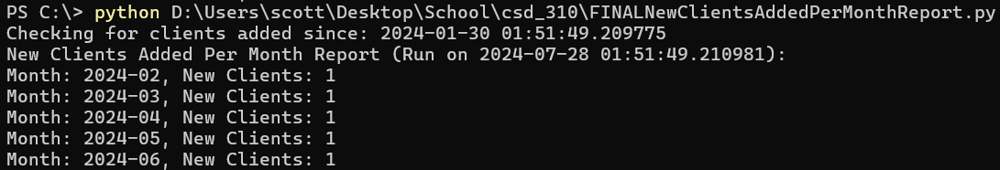 PS C:\> python D:\Users\scott\Desktop\School\csd_310\FINALNewClientsAddedPerMonthReport.py
Checking for clients added since: 2024-01-30 01:51:49.209775
New Clients Added Per Month Report (Run on 2024-07-28 01:51:49.210981):
Month: 2024-02, New Clients: 1
Month: 2024-03, New Clients: 1
Month: 2024-04, New Clients: 1
Month: 2024-05, New Clients: 1
Month: 2024-06, New Clients: 1